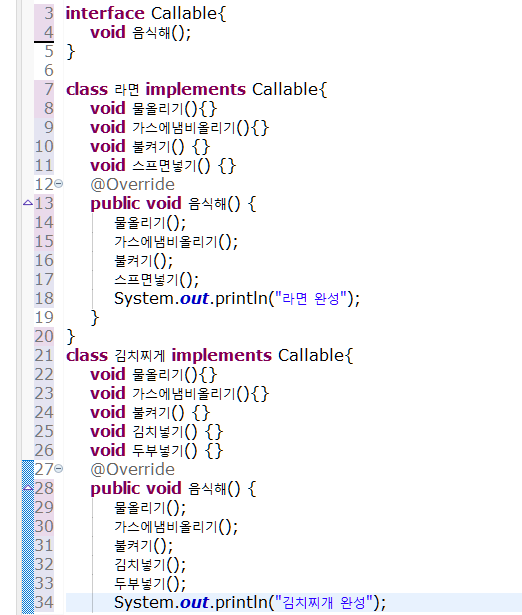 3 interface Callable{
4 void 음식해();
5 }
6
7 class 라면 implements Callable{
8 void 물올리기(){}
9 void 가스에냄비올리기(){}
10 void 불켜기() {}
11 void 스프면넣기() {}
12 @Override
13 public void 음식해() {
14 물올리기();
15 가스에냄비올리기();
16 불켜기();
17 스프면넣기();
18 System.out.println("라면 완성");
19 }
20 }
21 class 김치찌게 implements Callable{
22 void 물올리기(){}
23 void 가스에냄비올리기(){}
24 void 불켜기() {}
25 void 김치넣기() {}
26 void 두부넣기() {}
27 @Override
28 public void 음식해() {
29 물올리기();
30 가스에냄비올리기();
31 불켜기();
32 김치넣기();
33 두부넣기();
34 System.out.println("김치찌개 완성");